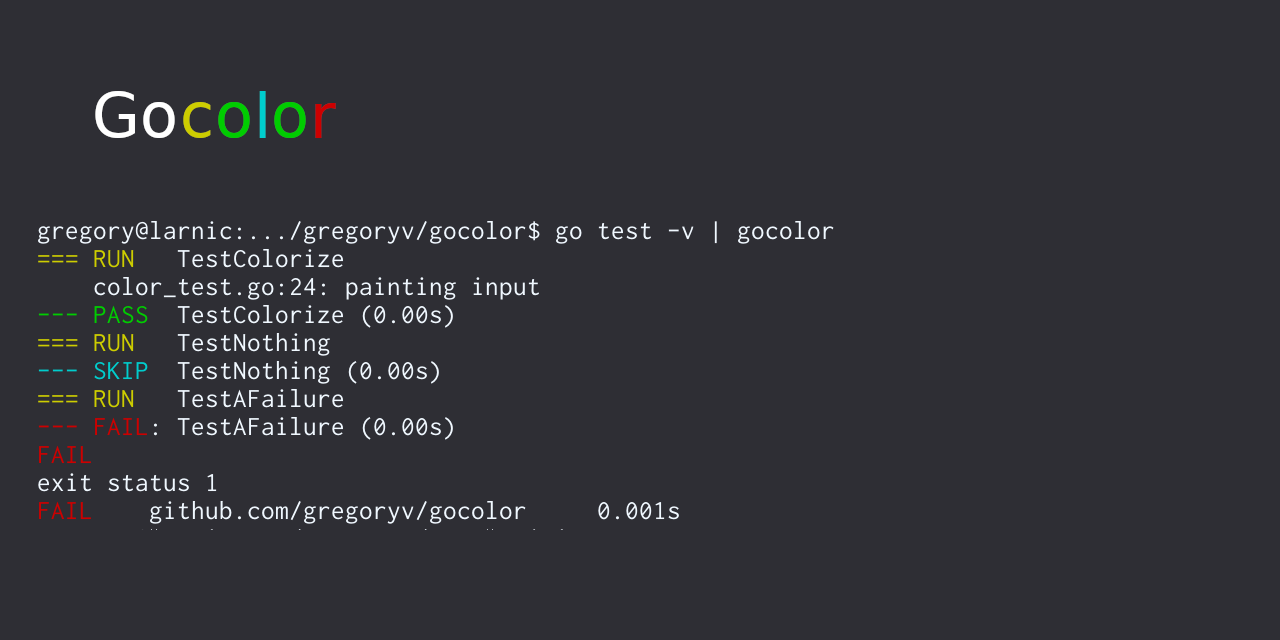 Gocolor
gregory@larnic:.../gregoryv/gocolor$ go test -v | gocolor
=== RUN   TestColorize
    color_test.go:24: painting input
--- PASS  TestColorize (0.00s)
=== RUN   TestNothing
--- SKIP  TestNothing (0.00s)
=== RUN   TestAFailure
--- FAIL: TestAFailure (0.00s)
FAIL
exit status 1
FAIL    github.com/gregoryv/gocolor     0.001s